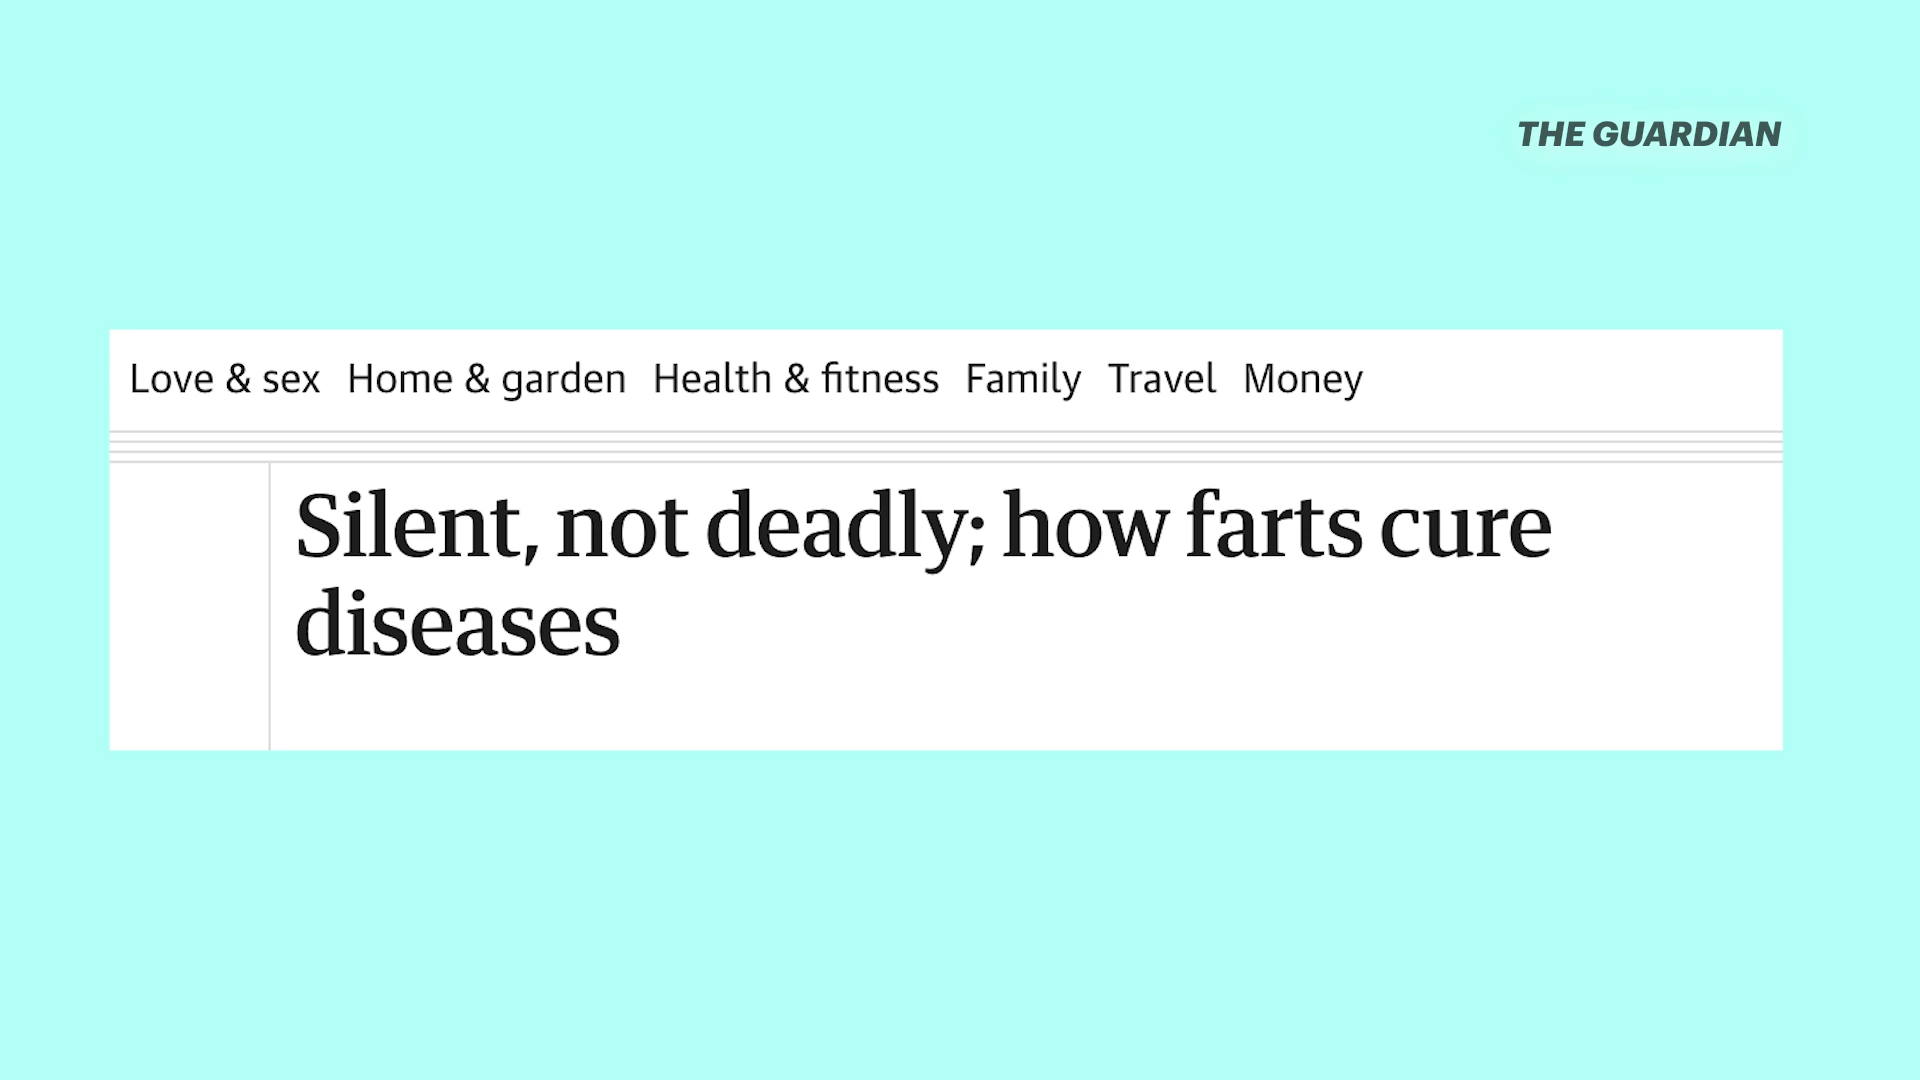 THE GUARDIAN
Love & sex Home & garden Health & fitness Family Travel Money
Silent, not deadly; how farts cure
diseases